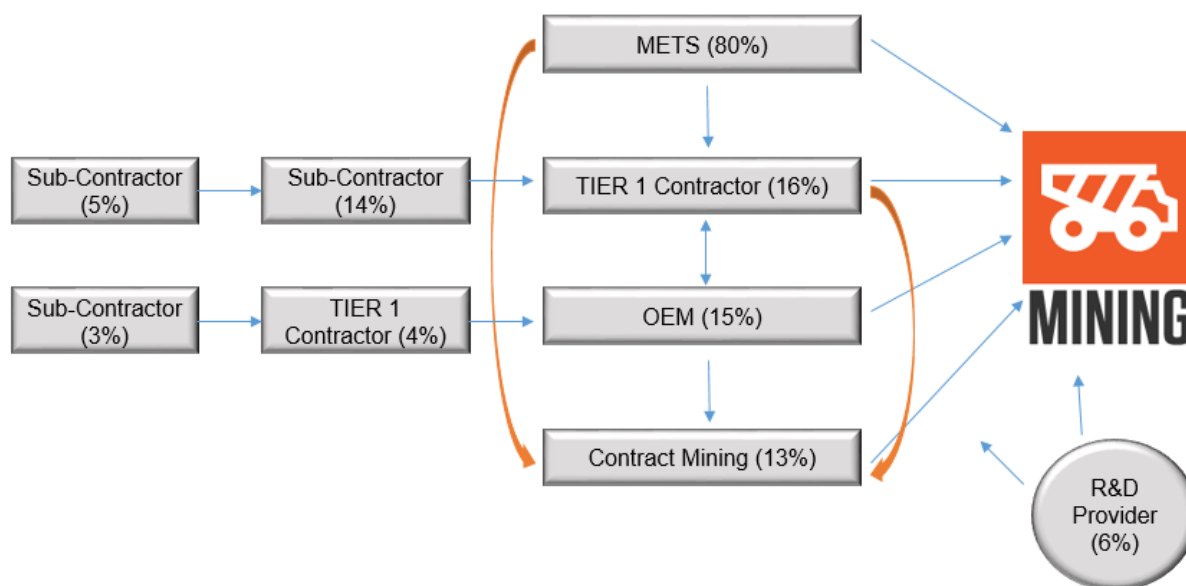 METS (80%)
Sub-Contractor
(5%)
Sub-Contractor
(14%)
TIER 1 Contractor (16%)
Sub-Contractor
(3%)
TIER 1
Contractor (4%)
OEM (15%)
MINING
Contract Mining (13%)
R&D
Provider
(6%)